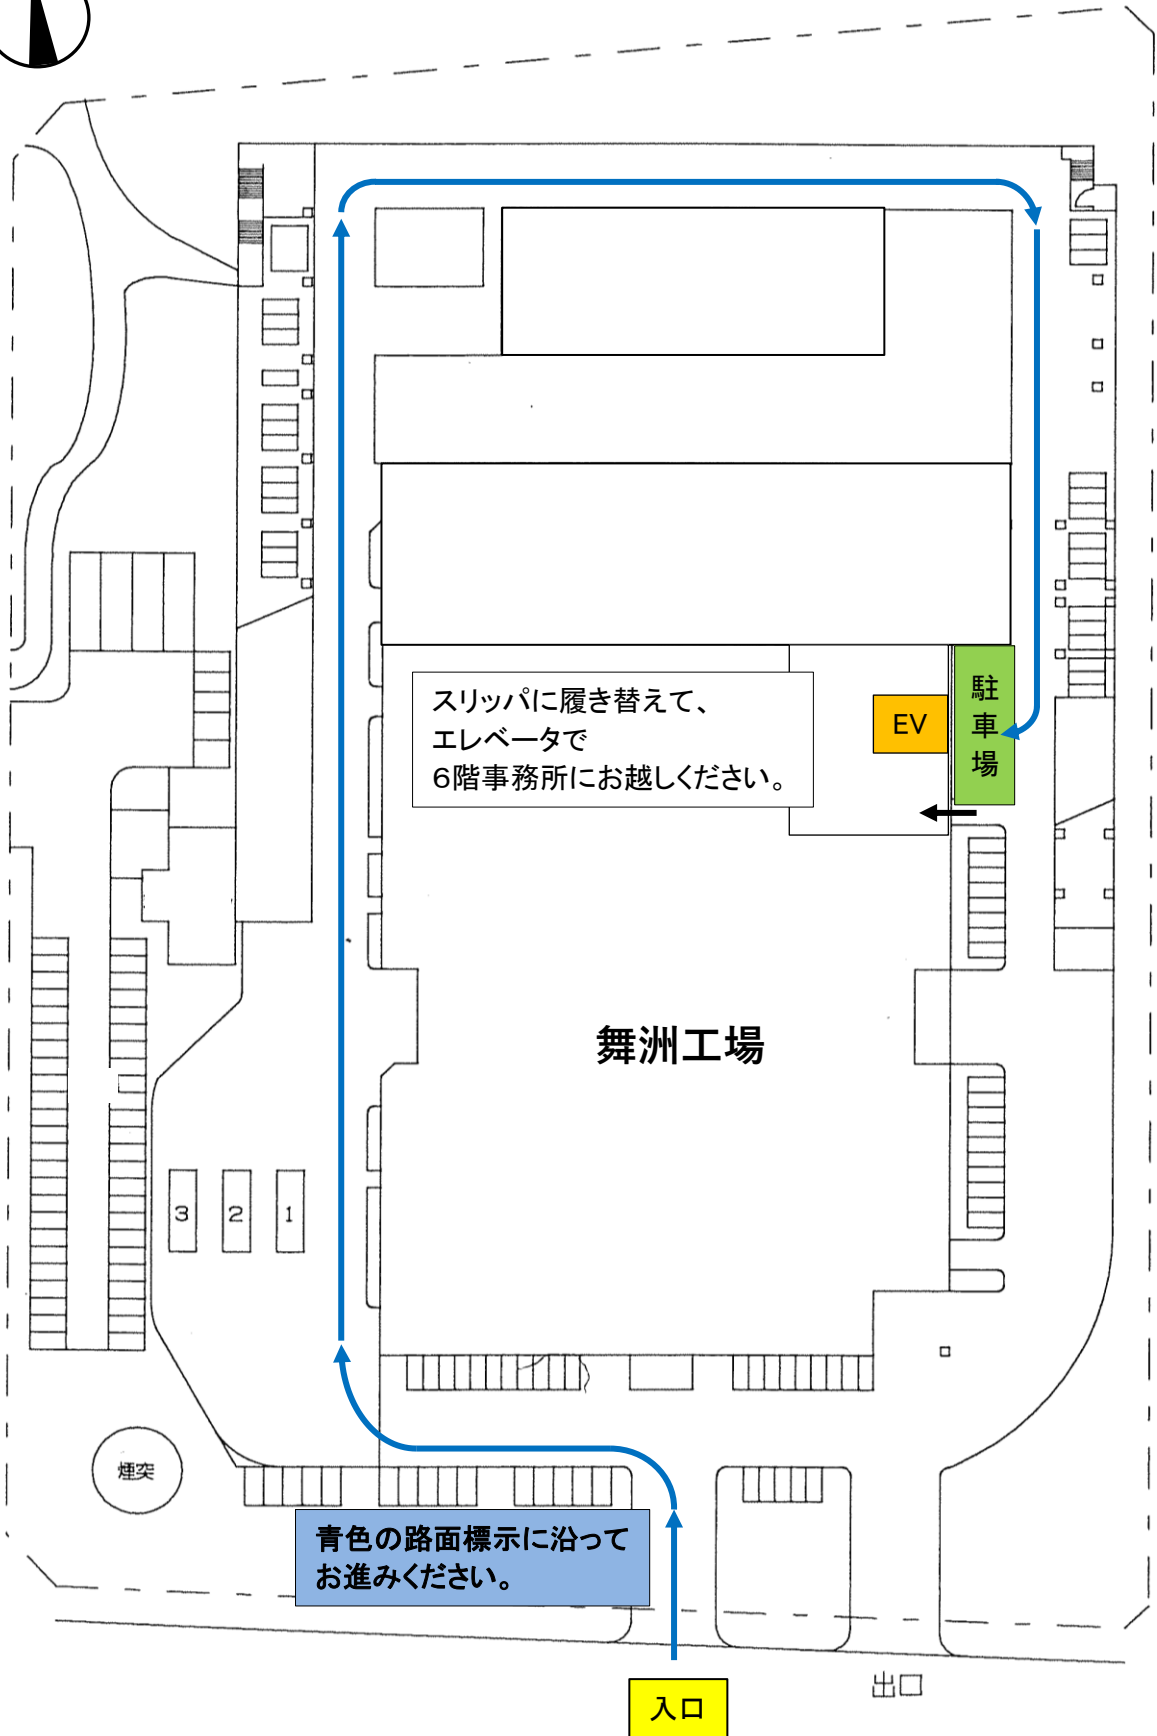 スリッパに履き替えて、
エレベータで
6階事務所にお越しください。
EV
駐車場
舞洲工場
3
2
1
煙突
青色の路面標示に沿って
お進みください。
出口
入口